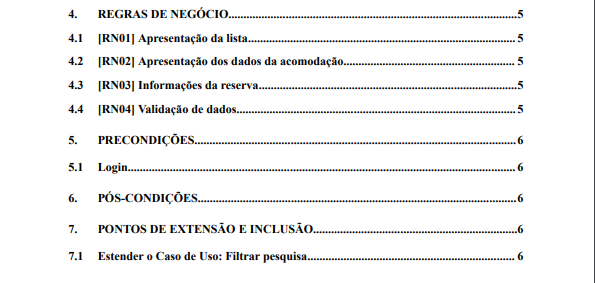 4. REGRAS DE NEGÓCIO....................................................................................................5
4.1 [RN01] Apresentação da lista.......................................................................................... 5
4.2 [RN02] Apresentação dos dados da acomodação.......................................................... 5
4.3 [RN03] Informações da reserva.......................................................................................5
4.4 [RN04] Validação de dados..............................................................................................5
5. PRECONDIÇÕES............................................................................................................. 6
5.1 Login.................................................................................................................................. 6
6. PÓS-CONDIÇÕES............................................................................................................6
7. PONTOS DE EXTENSÃO E INCLUSÃO.....................................................................6
7.1 Estender o Caso de Uso: Filtrar pesquisa....................................................................... 6